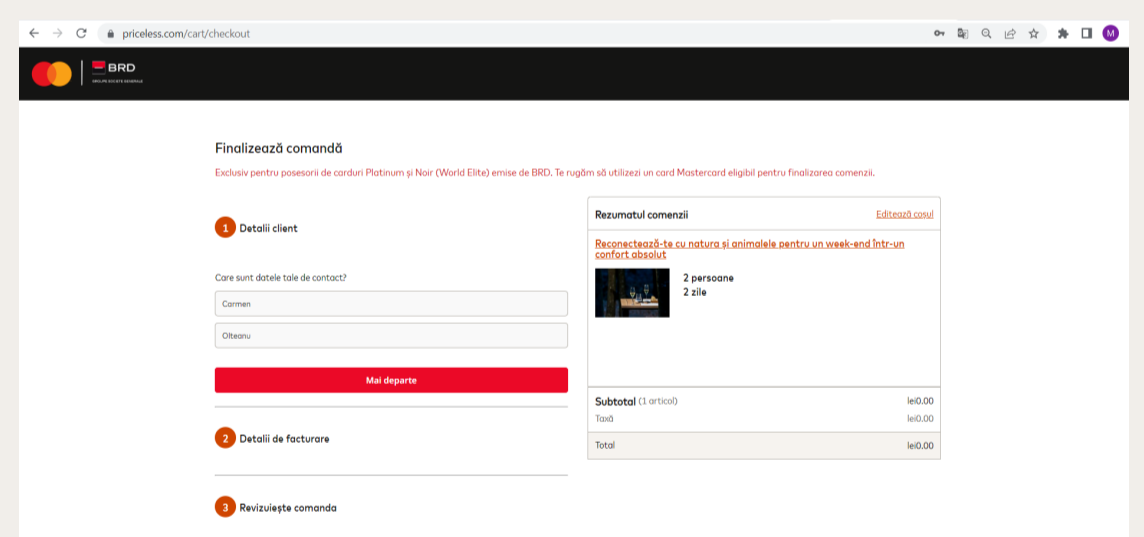 priceless.com/cart/checkout
M
BRD
GROUPE SOCIETE GENERALE
Finalizează comandă
Exclusiv pentru posesorii de carduri Platinum și Noir (World Elite) emise de BRD. Te rugăm să utilizezi un card Mastercard eligibil pentru finalizarea comenzii.
1 Detalii client
Care sunt datele tale de contact?
Carmen
Olteanu
Mai departe
2 Detalii de facturare
3 Revizuiește comanda
Rezumatul comenzii
Editează coșul
Reconectează-te cu natura și animalele pentru un week-end într-un
confort absolut
2 persoane
2 zile
Subtotal (1 articol) lei0.00
Taxă lei0.00
Total lei0.00